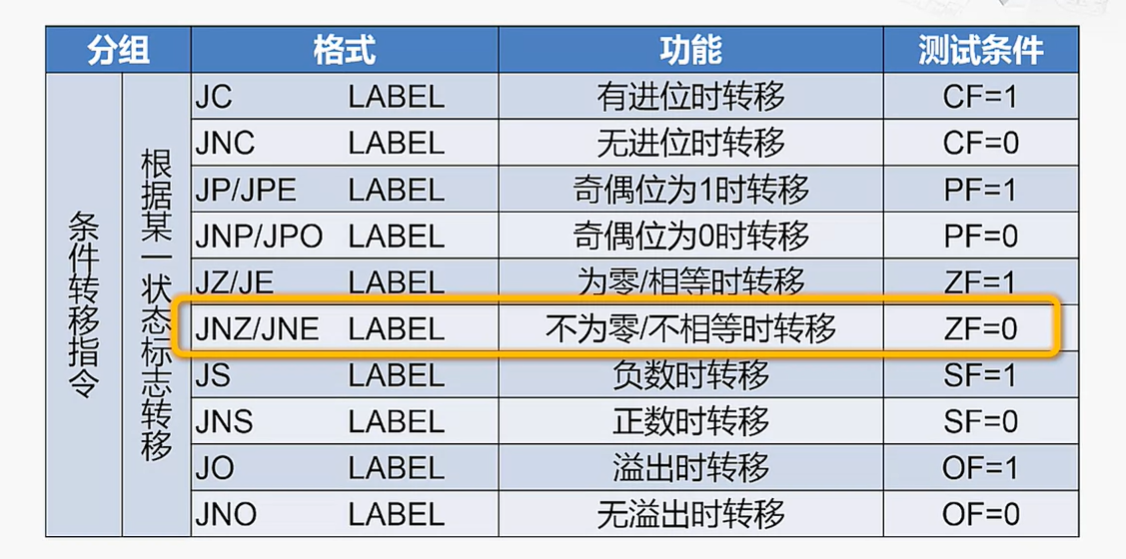 分组 格式 功能 测试条件
条件转移指令
根据某一状态标志转移
JC LABEL 有进位时转移 CF=1
JNC LABEL 无进位时转移 CF=0
JP/JPE LABEL 奇偶位为1时转移 PF=1
JNP/JPO LABEL 奇偶位为0时转移 PF=0
JZ/JE LABEL 为零/相等时转移 ZF=1
JNZ/JNE LABEL 不为零/不相等时转移 ZF=0
JS LABEL 负数时转移 SF=1
JNS LABEL 正数时转移 SF=0
JO LABEL 溢出时转移 OF=1
JNO LABEL 无溢出时转移 OF=0